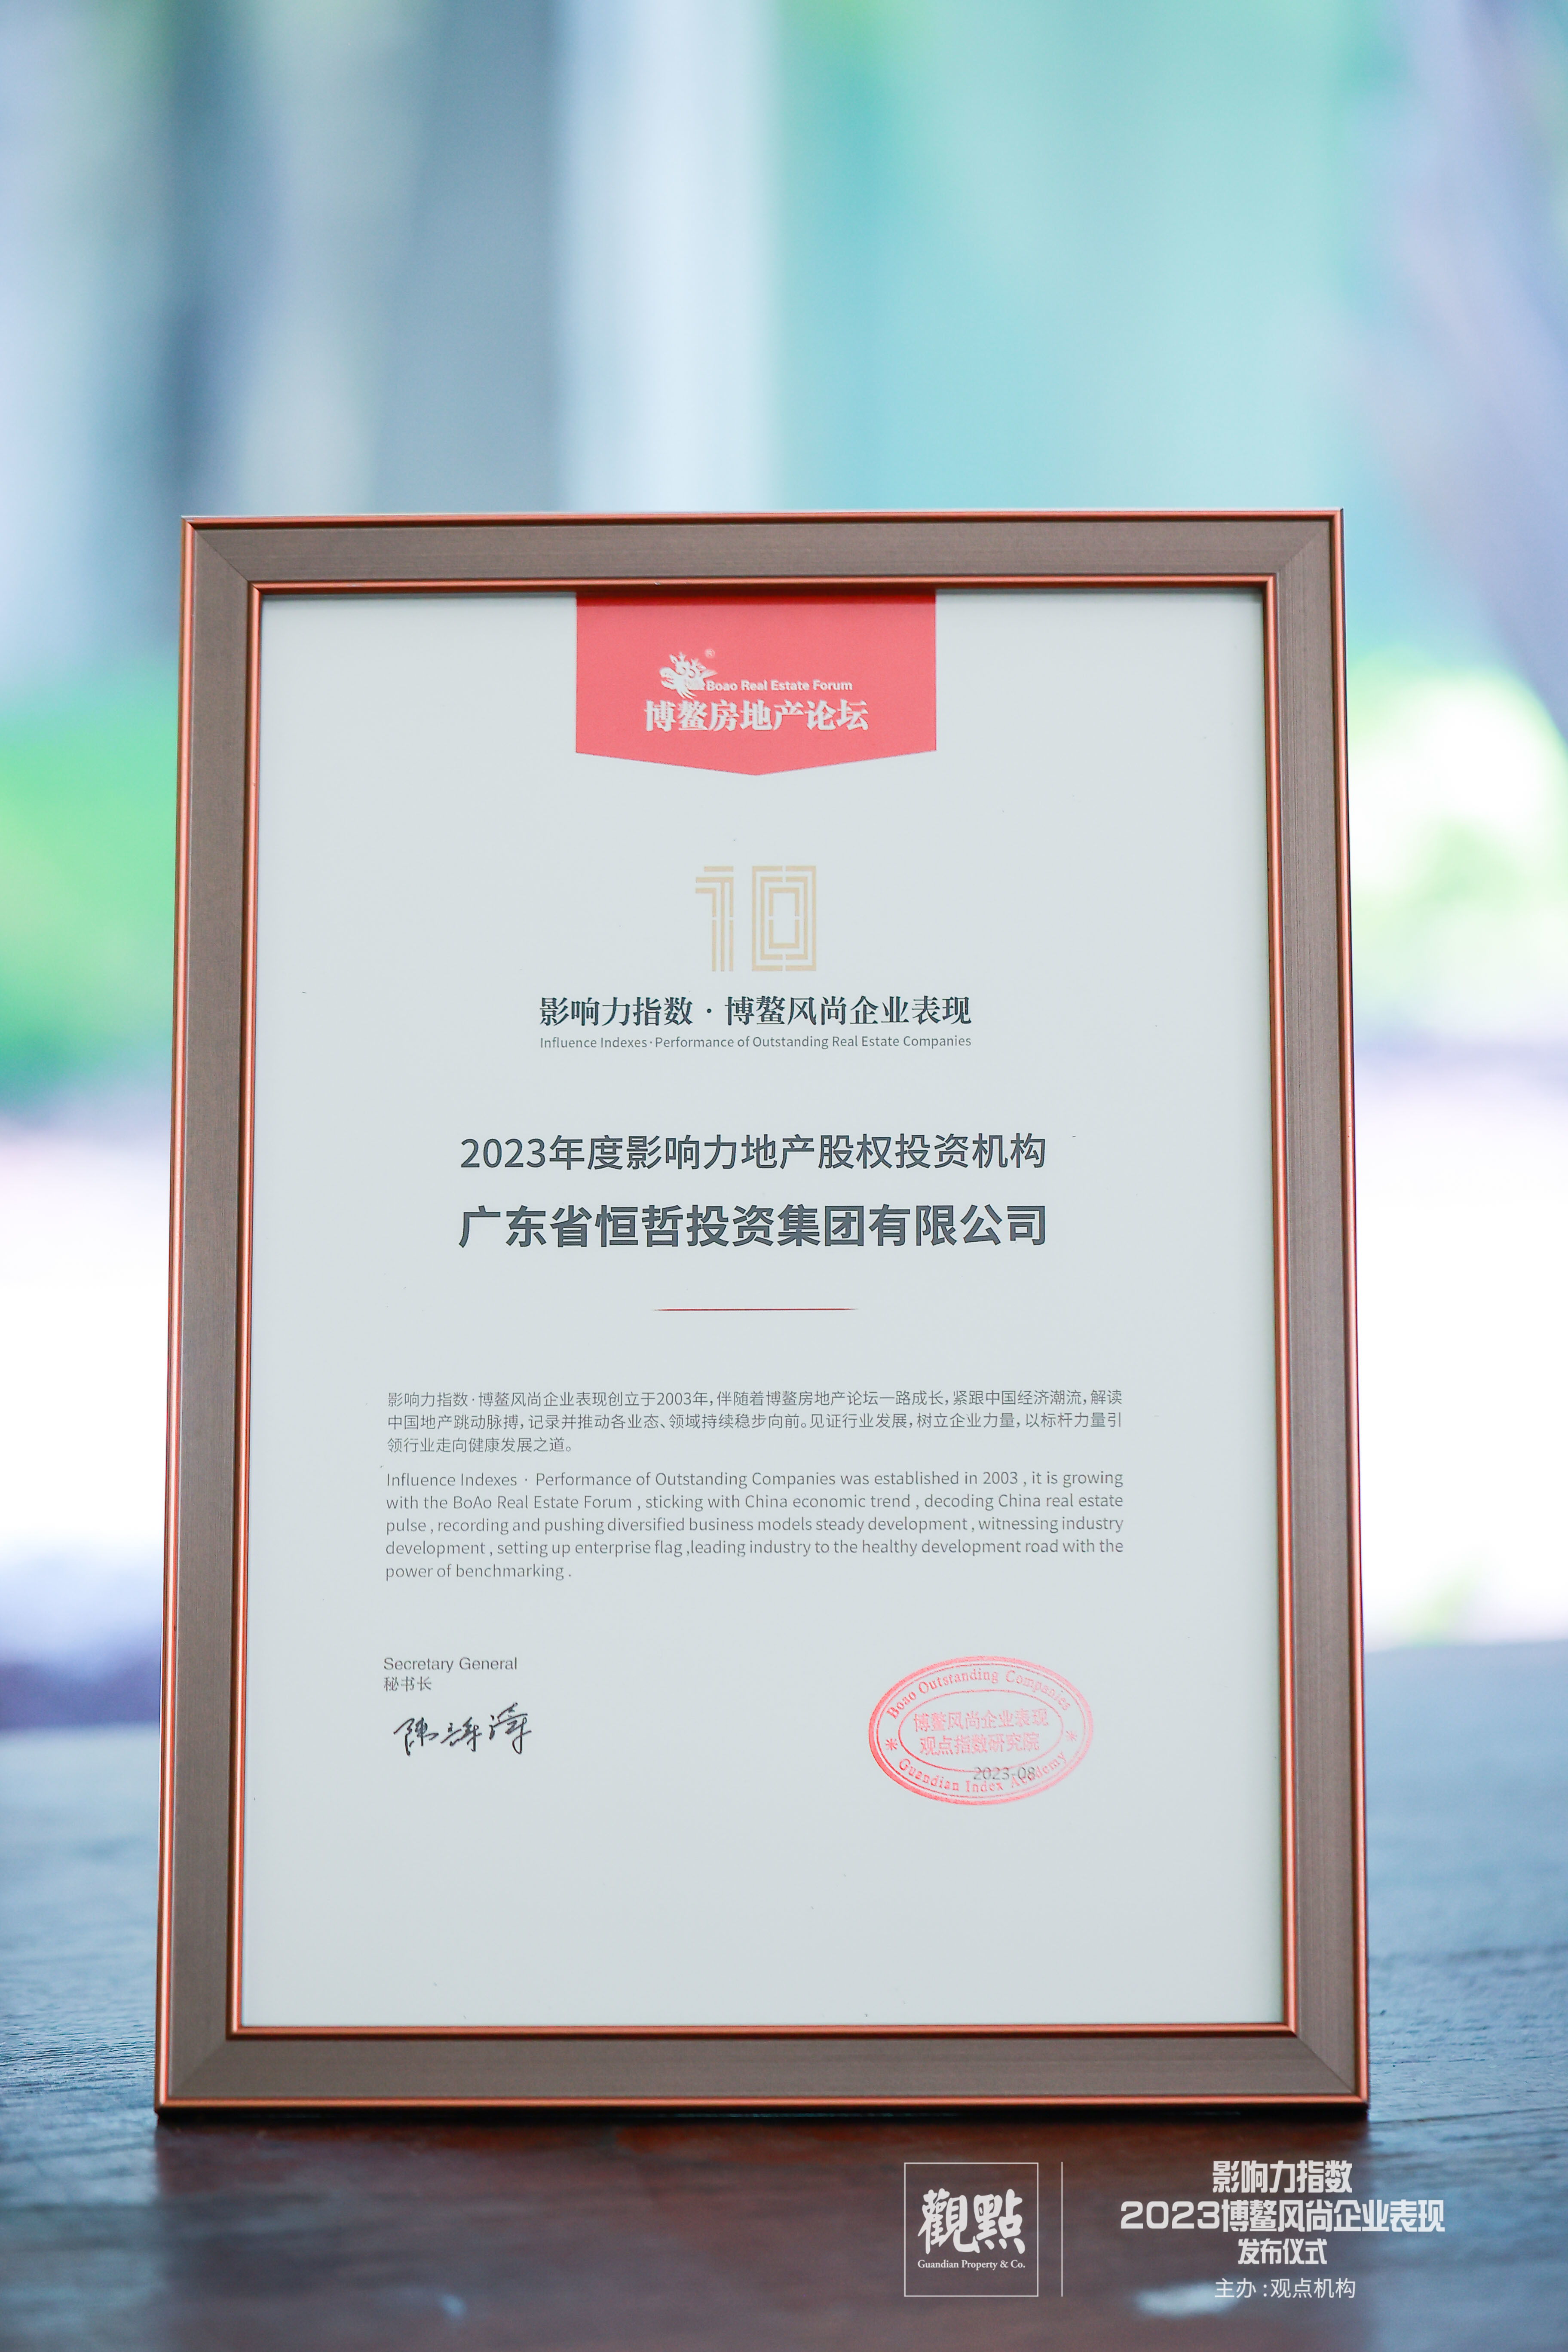 ®
Boao Real Estate Forum
博鳌房地产论坛
10
影响力指数·博鳌风尚企业表现
Influence Indexes·Performance of Outstanding Real Estate Companies
2023年度影响力地产股权投资机构
广东省恒哲投资集团有限公司
影响力指数·博鳌风尚企业表现创立于2003年,伴随着博鳌房地产论坛一路成长,紧跟中国经济潮流,解读
中国地产跳动脉搏,记录并推动各业态、领域持续稳步向前。见证行业发展,树立企业力量,以标杆力量引
领行业走向健康发展之道。
Influence Indexes · Performance of Outstanding Companies was established in 2003 , it is growing
with the BoAo Real Estate Forum , sticking with China economic trend , decoding China real estate
pulse , recording and pushing diversified business models steady development , witnessing industry
development , setting up enterprise flag ,leading industry to the healthy development road with the
power of benchmarking .
Secretary General
秘书长
Boao Outstanding Companies
博鳌风尚企业表现
观点指数研究院
2023-08
Guandian Index Academy
觀點
Guandian Property & Co.
影响力指数
2023博鳌风尚企业表现
发布仪式
主办:观点机构